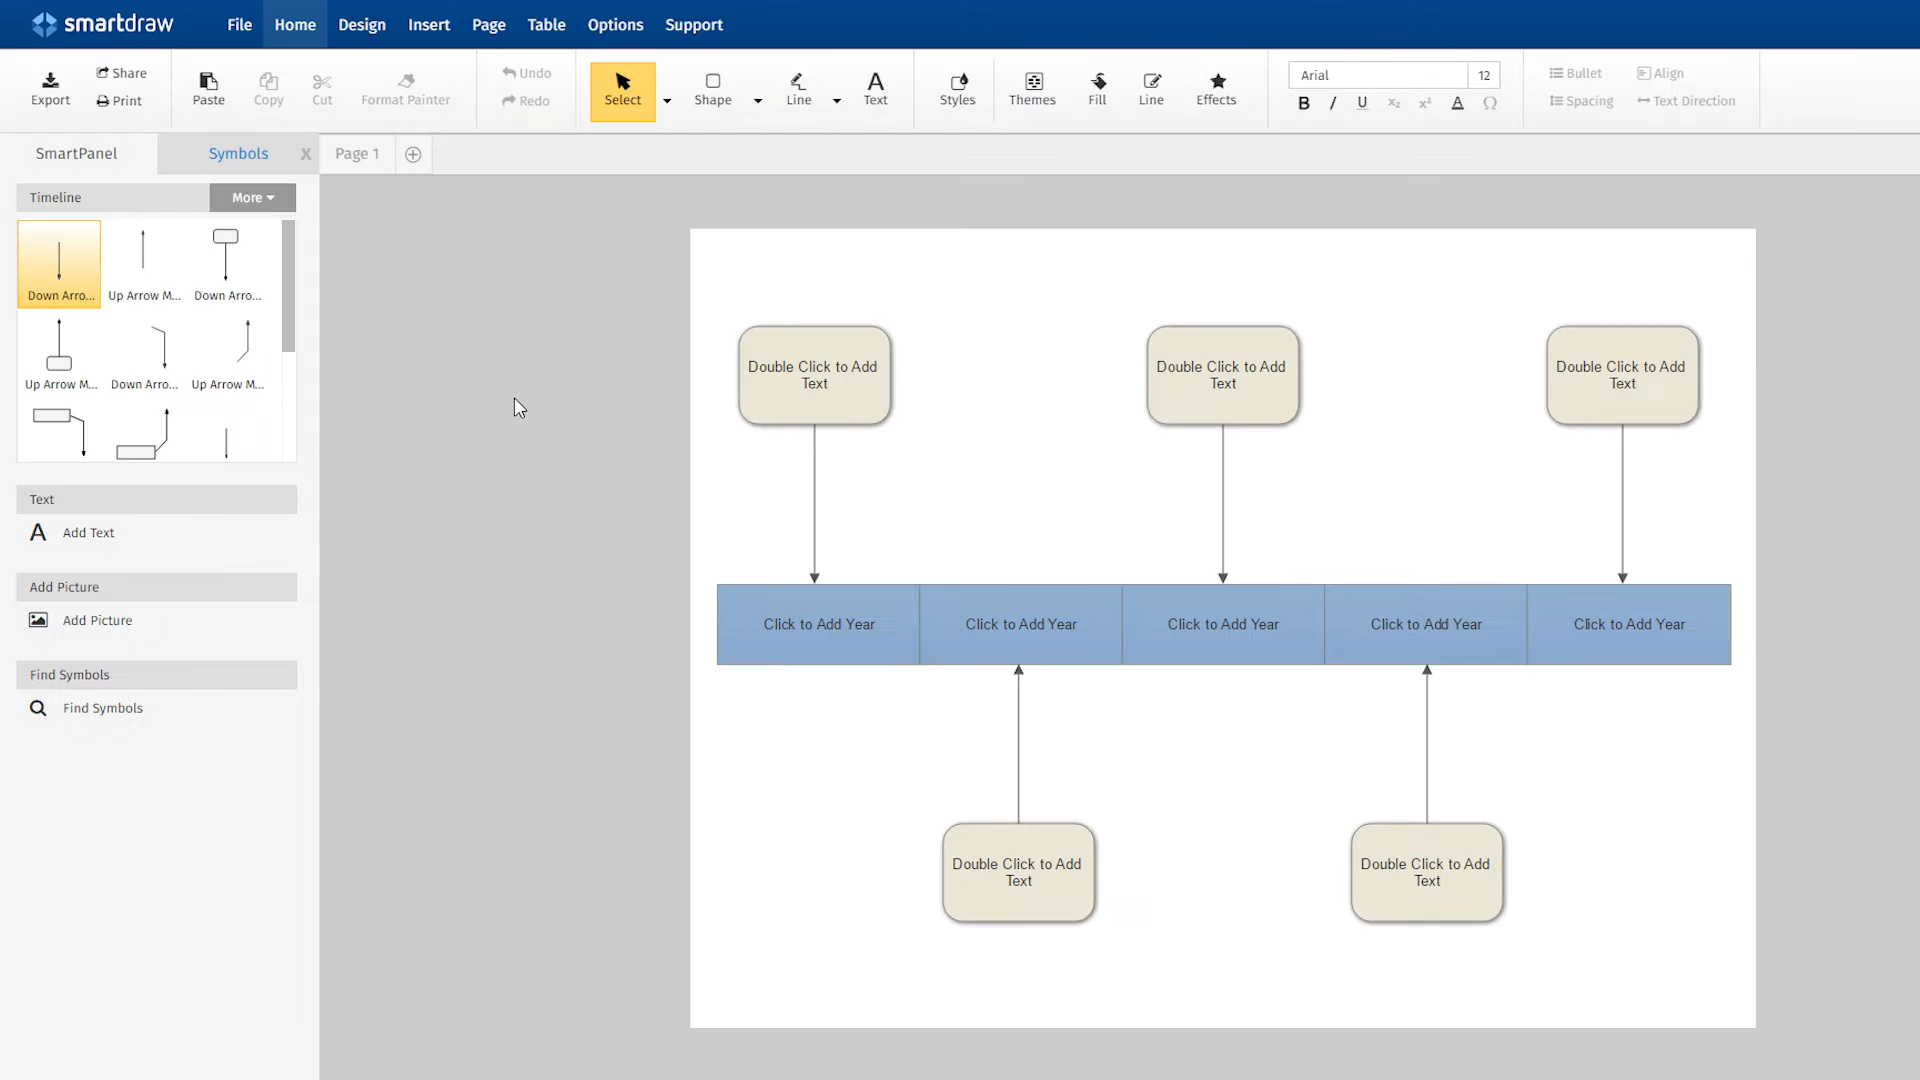 smartdraw File Home Design Insert Page Table Options Support
Export
Share
Print
Paste
Copy
Cut
Format Painter
Undo
Redo
Select
Shape
Line
Text
Styles
Themes
Fill
Line
Effects
Arial 12
B I U x₂ x² A Ω
Bullet
Align
Spacing
Text Direction
SmartPanel Symbols X Page 1
Timeline More
Down Arro... Up Arrow M... Down Arro...
Up Arrow M... Down Arro... Up Arrow M...
Text
A Add Text
Add Picture
Add Picture
Find Symbols
Find Symbols
Double Click to Add
Text
Double Click to Add
Text
Double Click to Add
Text
Click to Add Year Click to Add Year Click to Add Year Click to Add Year Click to Add Year
Double Click to Add
Text
Double Click to Add
Text